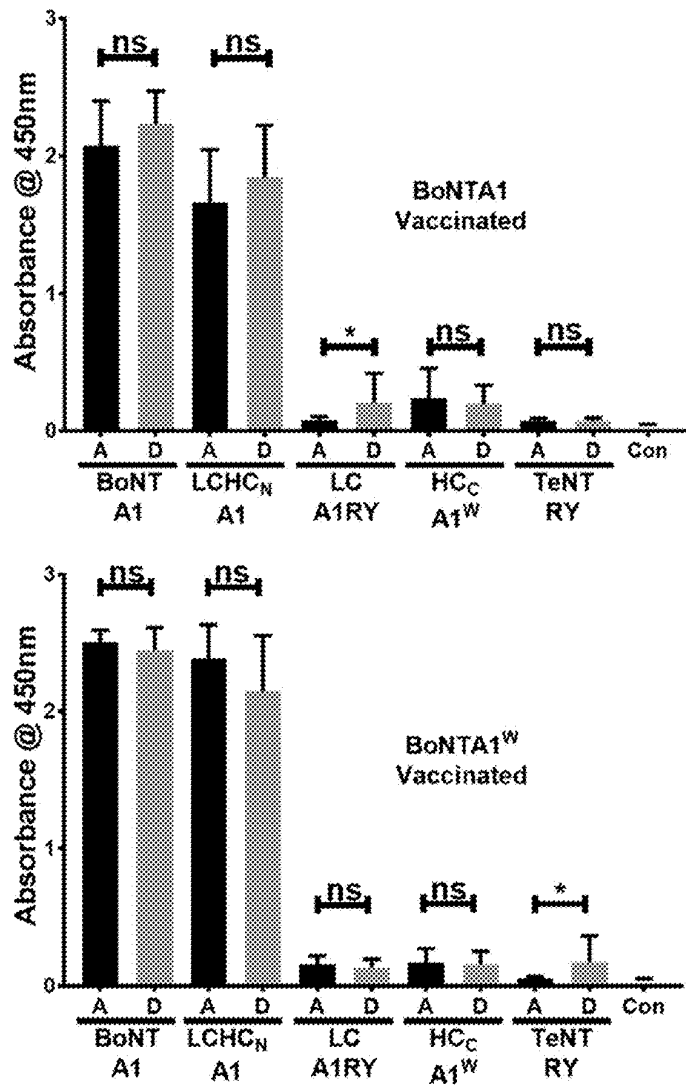 3
ns
ns
2
BoNTA1
Vaccinated
Absorbance @ 450nm
1
*
ns
ns
0
A D A D A D A D A D Con
BoNT LCHCN LC HCC TeNT
A1 A1 A1RY A1W RY
3
ns
ns
2
BoNTA1W
Vaccinated
Absorbance @ 450nm
1
ns
ns
*
0
A D A D A D A D A D Con
BoNT LCHCN LC HCC TeNT
A1 A1 A1RY A1W RY